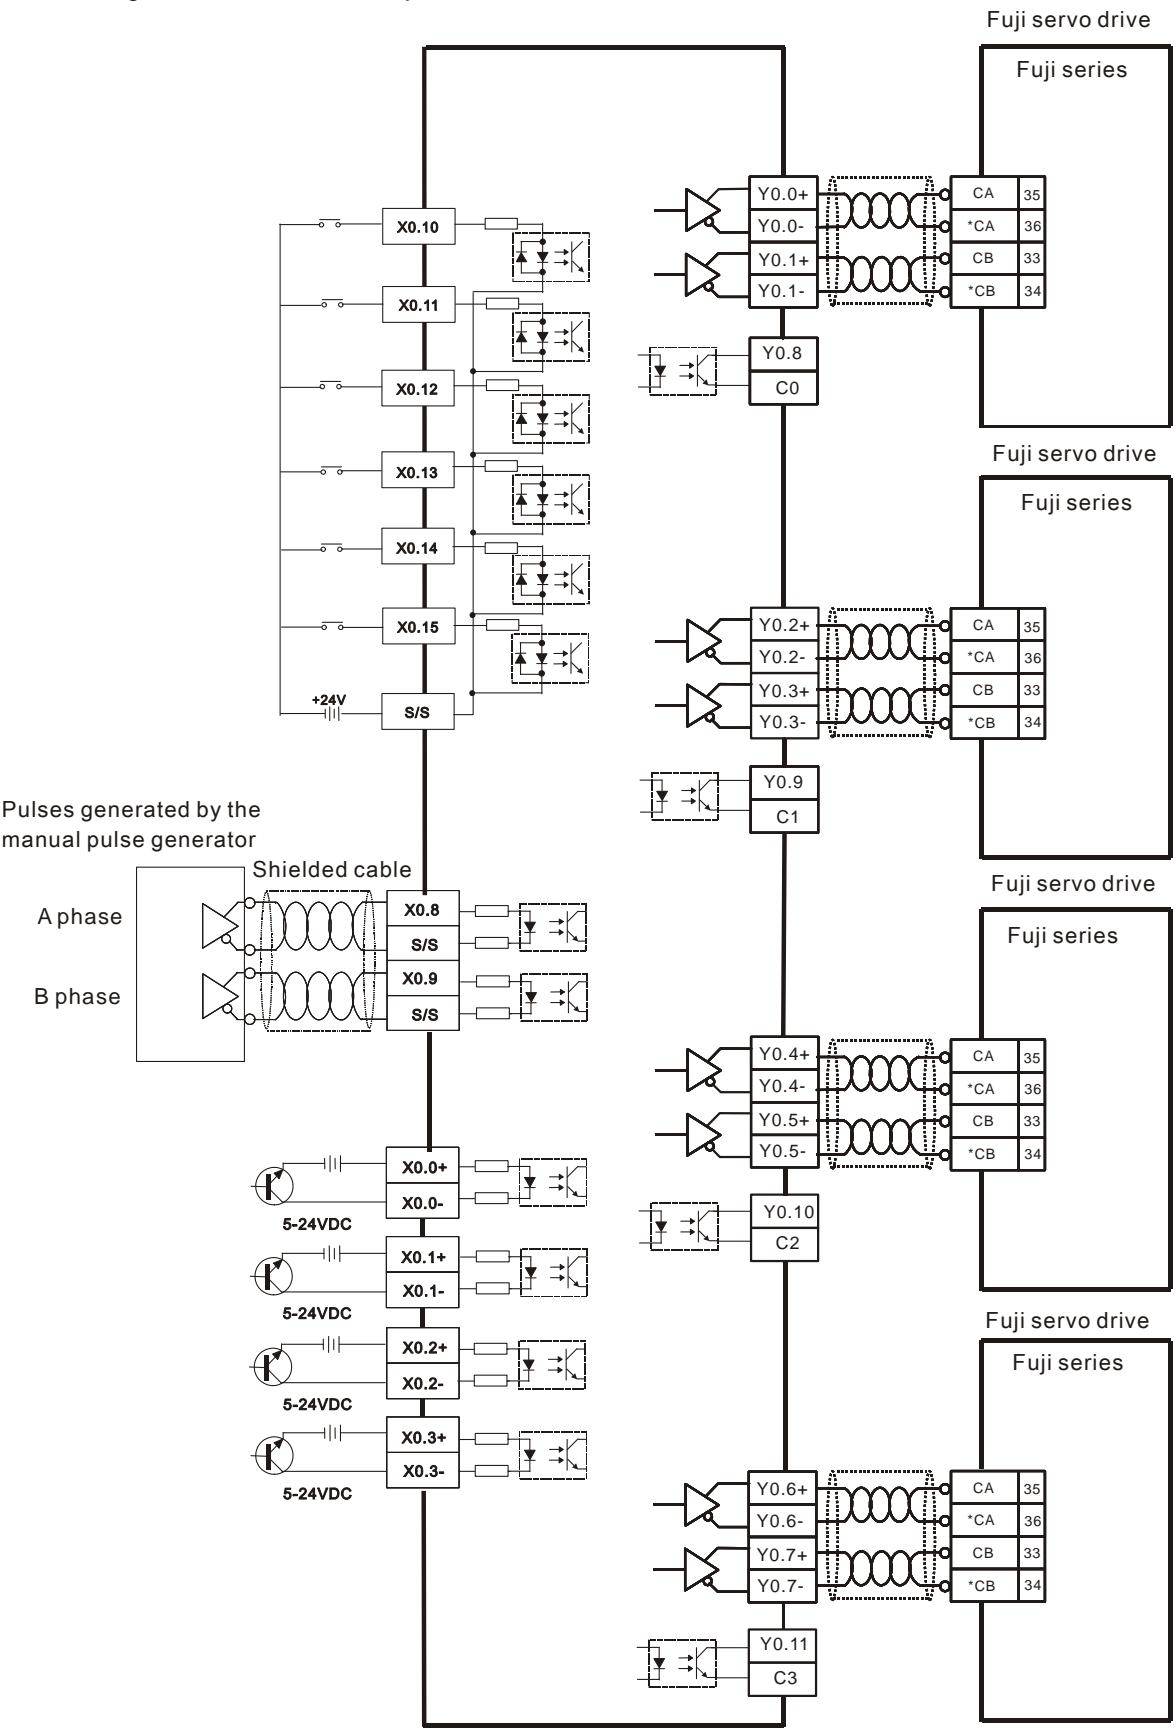 Fuji servo drive
Fuji series
Y0.0+
CA
35
Y0.0-
*CA
36
Y0.1+
CB
33
Y0.1-
*CB
34
Y0.8
C0
X0.10
X0.11
X0.12
X0.13
X0.14
X0.15
+24V
S/S
Fuji servo drive
Fuji series
Y0.2+
CA
35
Y0.2-
*CA
36
Y0.3+
CB
33
Y0.3-
*CB
34
Y0.9
C1
Pulses generated by the
manual pulse generator
Shielded cable
A phase
B phase
X0.8
S/S
X0.9
S/S
Fuji servo drive
Fuji series
Y0.4+
CA
35
Y0.4-
*CA
36
Y0.5+
CB
33
Y0.5-
*CB
34
Y0.10
C2
X0.0+
X0.0-
5-24VDC
X0.1+
X0.1-
5-24VDC
X0.2+
X0.2-
5-24VDC
X0.3+
X0.3-
5-24VDC
Fuji servo drive
Fuji series
Y0.6+
CA
35
Y0.6-
*CA
36
Y0.7+
CB
33
Y0.7-
*CB
34
Y0.11
C3